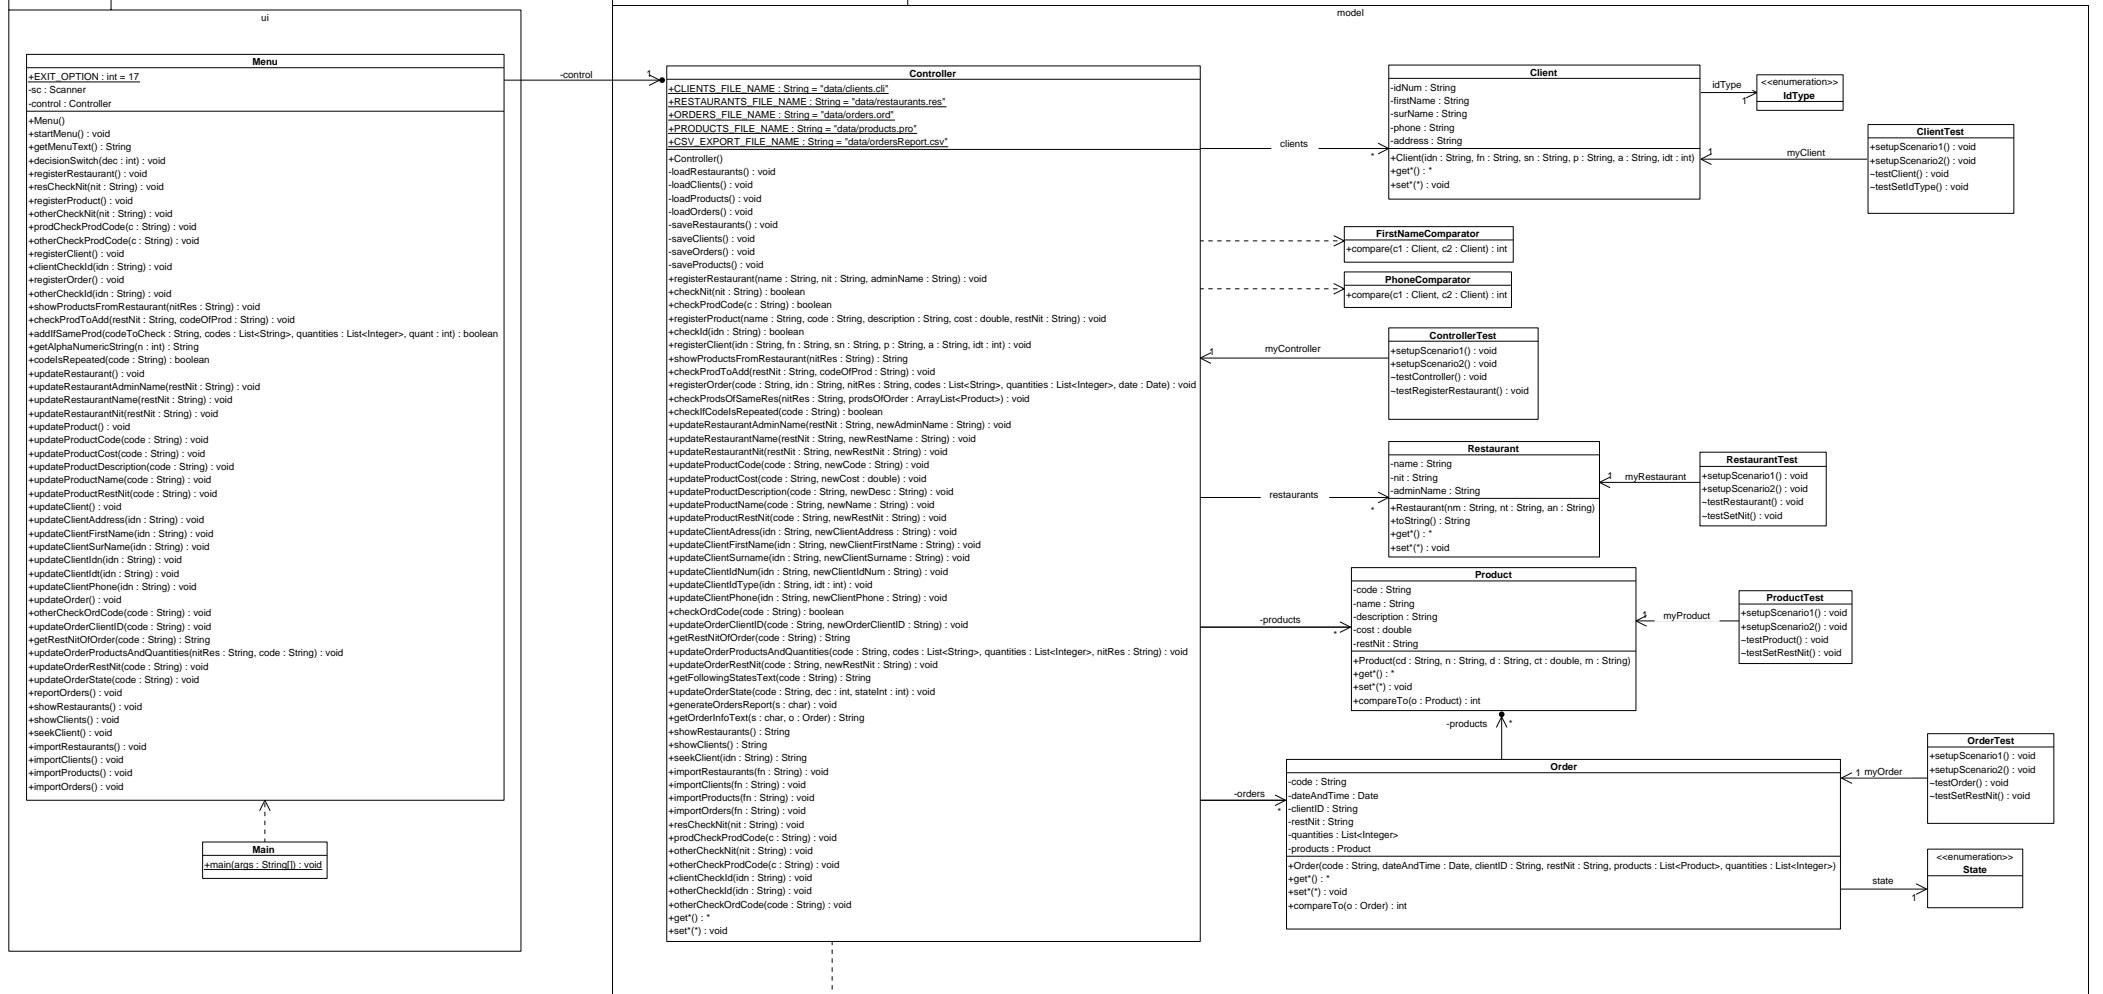 ui
Menu
+EXIT_OPTION : int = 17
-sc : Scanner
-control : Controller
+Menu()
+startMenu() : void
+getMenuText() : String
+decisionSwitch(dec : int) : void
+registerRestaurant() : void
+resCheckNit(nit : String) : void
+registerProduct() : void
+otherCheckNit(nit : String) : void
+prodCheckProdCode(c : String) : void
+otherCheckProdCode(c : String) : void
+registerClient() : void
+clientCheckId(idn : String) : void
+registerOrder() : void
+otherCheckId(idn : String) : void
+showProductsFromRestaurant(nitRes : String) : void
+checkProdToAdd(restNit : String, codeOfProd : String) : void
+addIfSameProd(codeToCheck : String, codes : List<String>, quantities : List<Integer>, quant : int) : boolean
+getAlphaNumericString(n : int) : String
+codeIsRepeated(code : String) : boolean
+updateRestaurant() : void
+updateRestaurantAdminName(restNit : String) : void
+updateRestaurantName(restNit : String) : void
+updateRestaurantNit(restNit : String) : void
+updateProduct() : void
+updateProductCode(code : String) : void
+updateProductCost(code : String) : void
+updateProductDescription(code : String) : void
+updateProductName(code : String) : void
+updateProductRestNit(code : String) : void
+updateClient() : void
+updateClientAddress(idn : String) : void
+updateClientFirstName(idn : String) : void
+updateClientSurName(idn : String) : void
+updateClientIdn(idn : String) : void
+updateClientIdt(idn : String) : void
+updateClientPhone(idn : String) : void
+updateOrder() : void
+otherCheckOrdCode(code : String) : void
+updateOrderClientID(code : String) : void
+getRestNitOfOrder(code : String) : String
+updateOrderProductsAndQuantities(nitRes : String, code : String) : void
+updateOrderRestNit(code : String) : void
+updateOrderState(code : String) : void
+reportOrders() : void
+showRestaurants() : void
+showClients() : void
+seekClient() : void
+importRestaurants() : void
+importClients() : void
+importProducts() : void
+importOrders() : void
Main
+main(args : String[]) : void
-control
1
model
Controller
+CLIENTS_FILE_NAME : String = "data/clients.cli"
+RESTAURANTS_FILE_NAME : String = "data/restaurants.res"
+ORDERS_FILE_NAME : String = "data/orders.ord"
+PRODUCTS_FILE_NAME : String = "data/products.pro"
+CSV_EXPORT_FILE_NAME : String = "data/ordersReport.csv"
+Controller()
-loadRestaurants() : void
-loadClients() : void
-loadProducts() : void
-loadOrders() : void
-saveRestaurants() : void
-saveClients() : void
-saveOrders() : void
-saveProducts() : void
+registerRestaurant(name : String, nit : String, adminName : String) : void
+checkNit(nit : String) : boolean
+checkProdCode(c : String) : boolean
+registerProduct(name : String, code : String, description : String, cost : double, restNit : String) : void
+checkId(idn : String) : boolean
+registerClient(idn : String, fn : String, sn : String, p : String, a : String, idt : int) : void
+showProductsFromRestaurant(nitRes : String) : String
+checkProdToAdd(restNit : String, codeOfProd : String) : void
+registerOrder(code : String, idn : String, nitRes : String, codes : List<String>, quantities : List<Integer>, date : Date) : void
+checkProdsOfSameRes(nitRes : String, prodsOfOrder : ArrayList<Product>) : void
+checkIfCodeIsRepeated(code : String) : boolean
+updateRestaurantAdminName(restNit : String, newAdminName : String) : void
+updateRestaurantName(restNit : String, newRestName : String) : void
+updateRestaurantNit(restNit : String, newRestNit : String) : void
+updateProductCode(code : String, newCode : String) : void
+updateProductCost(code : String, newCost : double) : void
+updateProductDescription(code : String, newDesc : String) : void
+updateProductName(code : String, newName : String) : void
+updateProductRestNit(code : String, newRestNit : String) : void
+updateClientAdress(idn : String, newClientAddress : String) : void
+updateClientFirstName(idn : String, newClientFirstName : String) : void
+updateClientSurname(idn : String, newClientSurname : String) : void
+updateClientIdNum(idn : String, newClientIdNum : String) : void
+updateClientIdType(idn : String, idt : int) : void
+updateClientPhone(idn : String, newClientPhone : String) : void
+checkOrdCode(code : String) : boolean
+updateOrderClientID(code : String, newOrderClientID : String) : void
+getRestNitOfOrder(code : String) : String
+updateOrderProductsAndQuantities(code : String, codes : List<String>, quantities : List<Integer>, nitRes : String) : void
+updateOrderRestNit(code : String, newRestNit : String) : void
+getFollowingStatesText(code : String) : String
+updateOrderState(code : String, dec : int, stateInt : int) : void
+generateOrdersReport(s : char) : void
+getOrderInfoText(s : char, o : Order) : String
+showRestaurants() : String
+showClients() : String
+seekClient(idn : String) : String
+importRestaurants(fn : String) : void
+importClients(fn : String) : void
+importProducts(fn : String) : void
+importOrders(fn : String) : void
+resCheckNit(nit : String) : void
+prodCheckProdCode(c : String) : void
+otherCheckNit(nit : String) : void
+otherCheckProdCode(c : String) : void
+clientCheckId(idn : String) : void
+otherCheckId(idn : String) : void
+otherCheckOrdCode(code : String) : void
+get*() : *
+set*(*) : void
clients
*
Client
-idNum : String
-firstName : String
-surName : String
-phone : String
-address : String
+Client(idn : String, fn : String, sn : String, p : String, a : String, idt : int)
+get*() : *
+set*(*) : void
idType
1
<<enumeration>>
IdType
myClient
1
ClientTest
+setupScenario1() : void
+setupScenario2() : void
~testClient() : void
~testSetIdType() : void
FirstNameComparator
+compare(c1 : Client, c2 : Client) : int
PhoneComparator
+compare(c1 : Client, c2 : Client) : int
myController
1
ControllerTest
+setupScenario1() : void
+setupScenario2() : void
~testController() : void
~testRegisterRestaurant() : void
restaurants
*
Restaurant
-name : String
-nit : String
-adminName : String
+Restaurant(nm : String, nt : String, an : String)
+toString() : String
+get*() : *
+set*(*) : void
1
myRestaurant
RestaurantTest
+setupScenario1() : void
+setupScenario2() : void
~testRestaurant() : void
~testSetNit() : void
-products
*
Product
-code : String
-name : String
-description : String
-cost : double
-restNit : String
+Product(cd : String, n : String, d : String, ct : double, rn : String)
+get*() : *
+set*(*) : void
+compareTo(o : Product) : int
1
myProduct
ProductTest
+setupScenario1() : void
+setupScenario2() : void
~testProduct() : void
~testSetRestNit() : void
-products
*
-orders
*
Order
-code : String
-dateAndTime : Date
-clientID : String
-restNit : String
-quantities : List<Integer>
-products : Product
+Order(code : String, dateAndTime : Date, clientID : String, restNit : String, products : List<Product>, quantities : List<Integer>)
+get*() : *
+set*(*) : void
+compareTo(o : Order) : int
1 myOrder
OrderTest
+setupScenario1() : void
+setupScenario2() : void
~testOrder() : void
~testSetRestNit() : void
state
1
<<enumeration>>
State